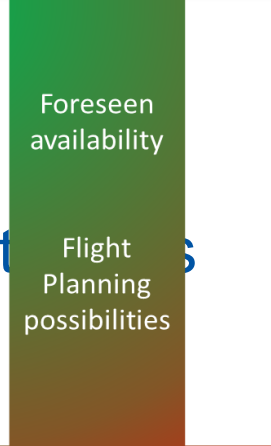 Foreseen
availability
Flight
Planning
possibilities